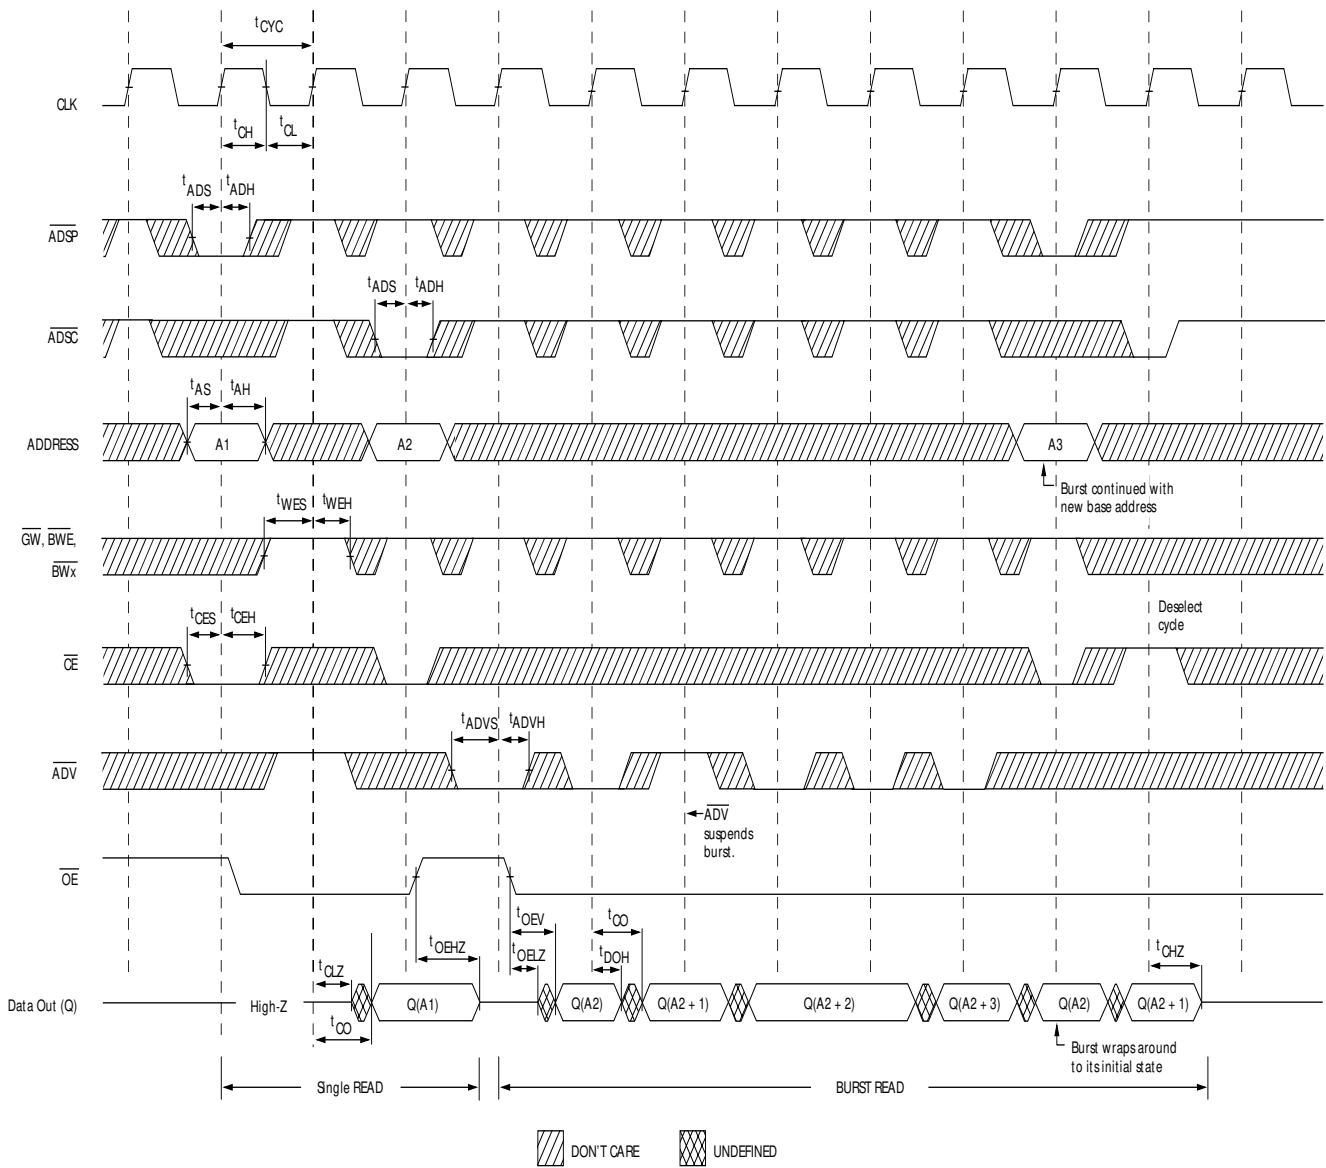 tCYC
CLK
tCH
tCL
tADS
tADH
ADSP
tADS
tADH
ADSC
tAS
tAH
ADDRESS
A1
A2
A3
Burst continued with
new base address
tWES
tWEH
GW, BWE,
BWx
tCES
tCEH
Deselect
cycle
CE
tADVS
tADVH
ADV
ADV
suspends
burst.
OE
tOEV
tCO
tOEHZ
tOELZ
tDOH
tCHZ
tCLZ
Data Out (Q)
High-Z
Q(A1)
Q(A2)
Q(A2 + 1)
Q(A2 + 2)
Q(A2 + 3)
Q(A2)
Q(A2 + 1)
tCO
Burst wraps around
to its initial state
Single READ
BURST READ
DON'T CARE
UNDEFINED